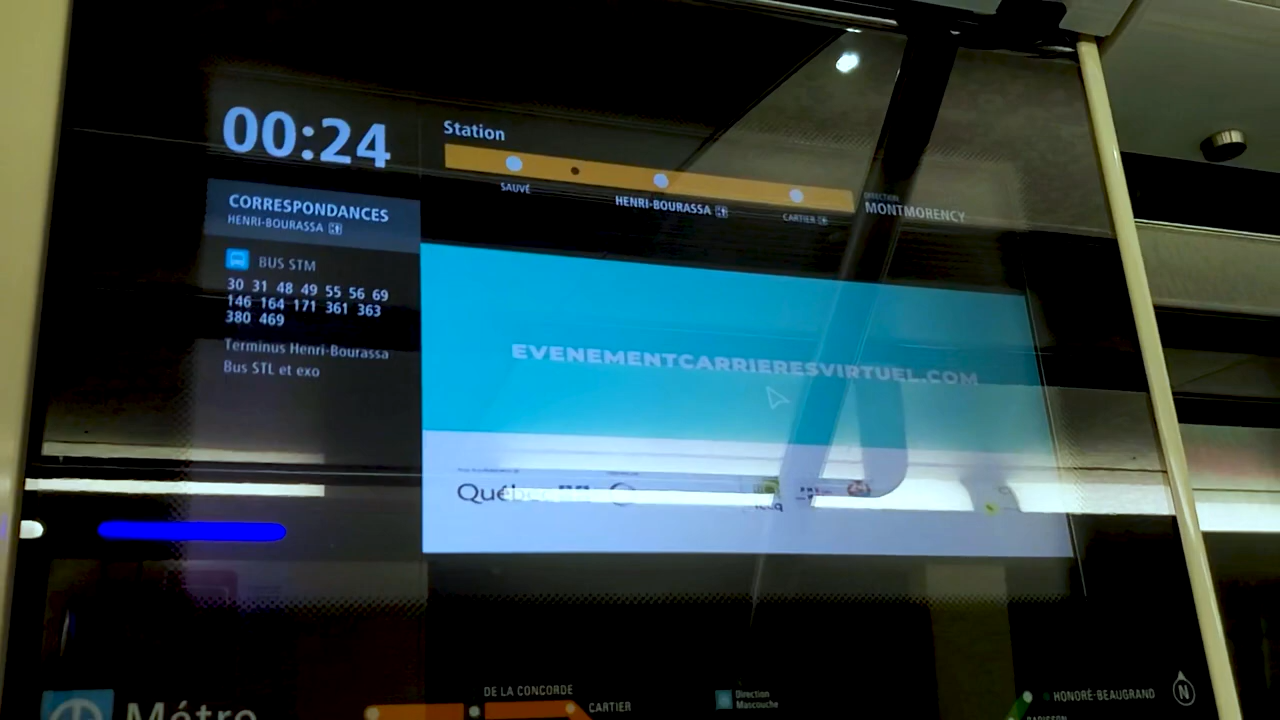 00:24
Station
SAUVÉ
HENRI-BOURASSA
CARTIER
DIRECTION
MONTMORENCY
CORRESPONDANCES
HENRI-BOURASSA
BUS STM
30 31 48 49 55 56 69
146 164 171 361 363
380 469
Terminus Henri-Bourassa
Bus STL et exo
EVENEMENTCARRIERESVIRTUEL.COM
Québec
Métro
DE LA CONCORDE
CARTIER
Direction
Mascouche
HONORÉ-BEAUGRAND
RADISSON
N